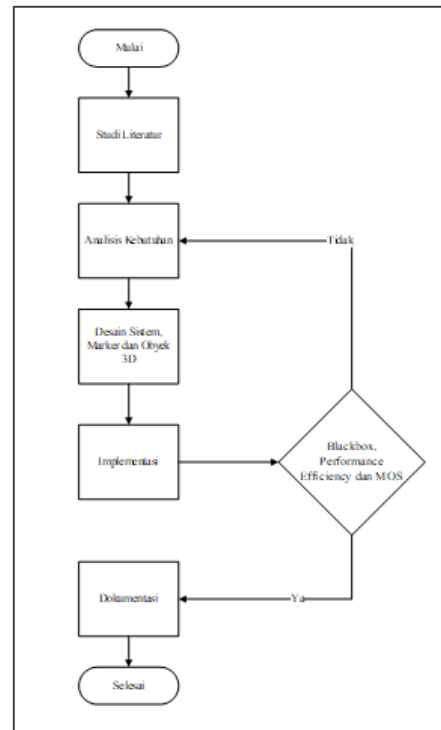 Mulai
Studi Literatur
Analisis Kebutuhan
Tidak
Desain Sistem,
Marker dan Obyek
3D
Implementasi
Blackbox,
Performance
Efficiency dan MOS
Dokumentasi
Ya
Selesai